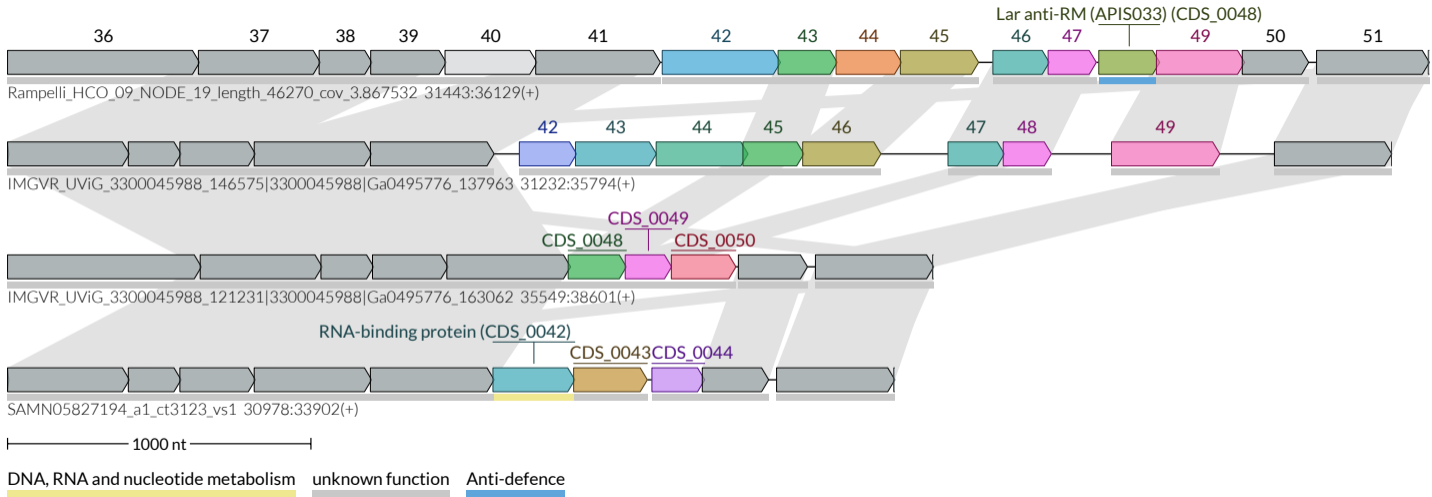 Lar anti-RM (APIS033) (CDS_0048)
36 37 38 39 40 41 42 43 44 45 46 47 49 50 51
Rampelli_HCO_09_NODE_19_length_46270_cov_3.867532 31443:36129(+)
42 43 44 45 46 47 48 49
IMGVR_UViG_3300045988_146575|3300045988|Ga0495776_137963 31232:35794(+)
CDS_0049
CDS_0048 CDS_0050
IMGVR_UViG_3300045988_121231|3300045988|Ga0495776_163062 35549:38601(+)
RNA-binding protein (CDS_0042)
CDS_0043 CDS_0044
SAMN05827194_a1_ct3123_vs1 30978:33902(+)
1000 nt
DNA, RNA and nucleotide metabolism unknown function Anti-defence